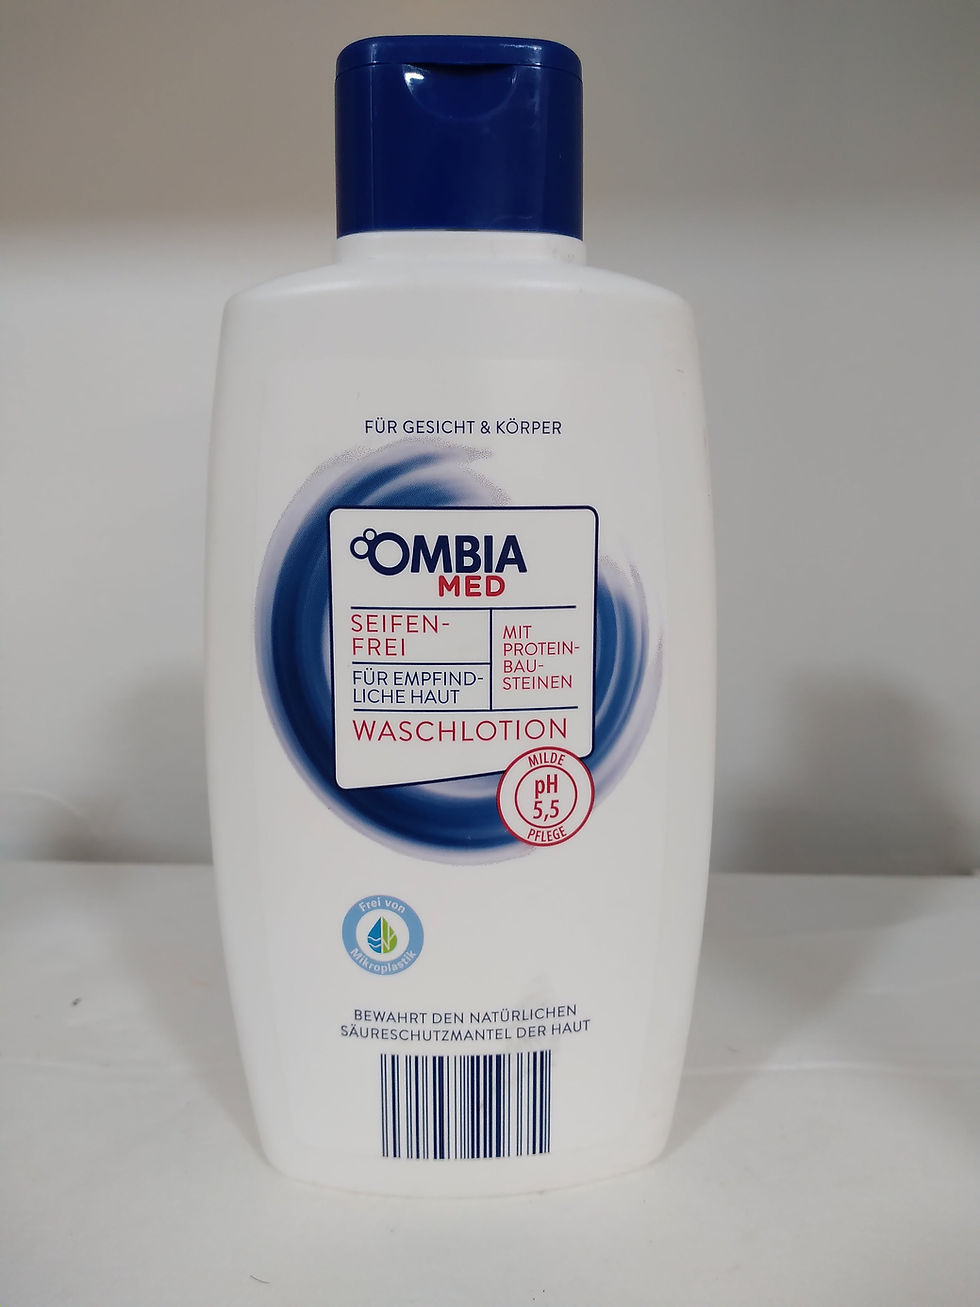 FÜR GESICHT & KÖRPER
OMBIA
MED
SEIFEN-
FREI
FÜR EMPFIND-
LICHE HAUT
MIT
PROTEIN-
BAU-
STEINEN
WASCHLOTION
MILDE
pH
5,5
PFLEGE
Frei von
Mikroplastik
BEWAHRT DEN NATÜRLICHEN
SÄURESCHUTZMANTEL DER HAUT